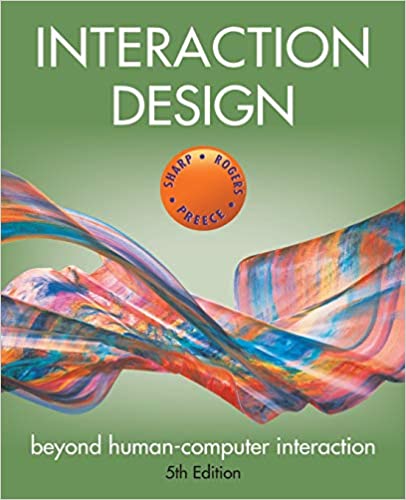 INTERACTION
DESIGN
SHARP • ROGERS •
PREECE •
beyond human-computer interaction
5th Edition